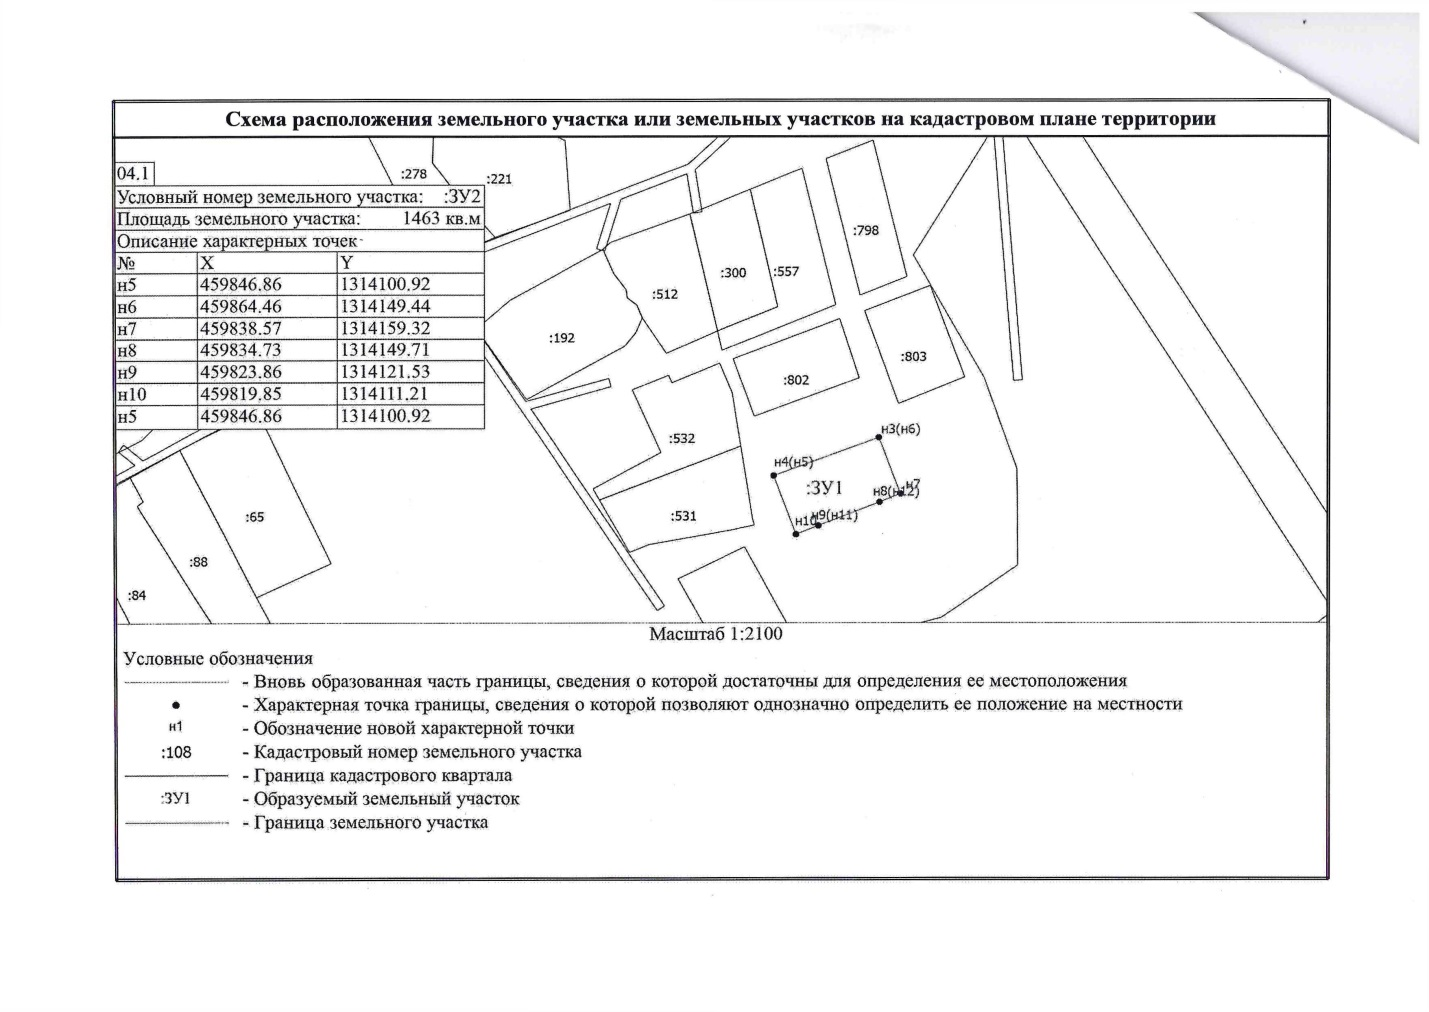 Схема расположения земельного участка или земельных участков на кадастровом плане территории
04.1
Условный номер земельного участка: :ЗУ2
Площадь земельного участка: 1463 кв.м
Описание характерных точек
№ X Y
н5 459846.86 1314100.92
н6 459864.46 1314149.44
н7 459838.57 1314159.32
н8 459834.73 1314149.71
н9 459823.86 1314121.53
н10 459819.85 1314111.21
н5 459846.86 1314100.92
:278
:221
:798
:300
:557
:512
:192
:803
:802
:532
н3(н6)
н4(н5)
:ЗУ1
н7
н8(н12)
н9(н11)
н10
:531
:65
:88
:84
Масштаб 1:2100
Условные обозначения
- Вновь образованная часть границы, сведения о которой достаточны для определения ее местоположения
- Характерная точка границы, сведения о которой позволяют однозначно определить ее положение на местности
н1 - Обозначение новой характерной точки
:108 - Кадастровый номер земельного участка
- Граница кадастрового квартала
:ЗУ1 - Образуемый земельный участок
- Граница земельного участка